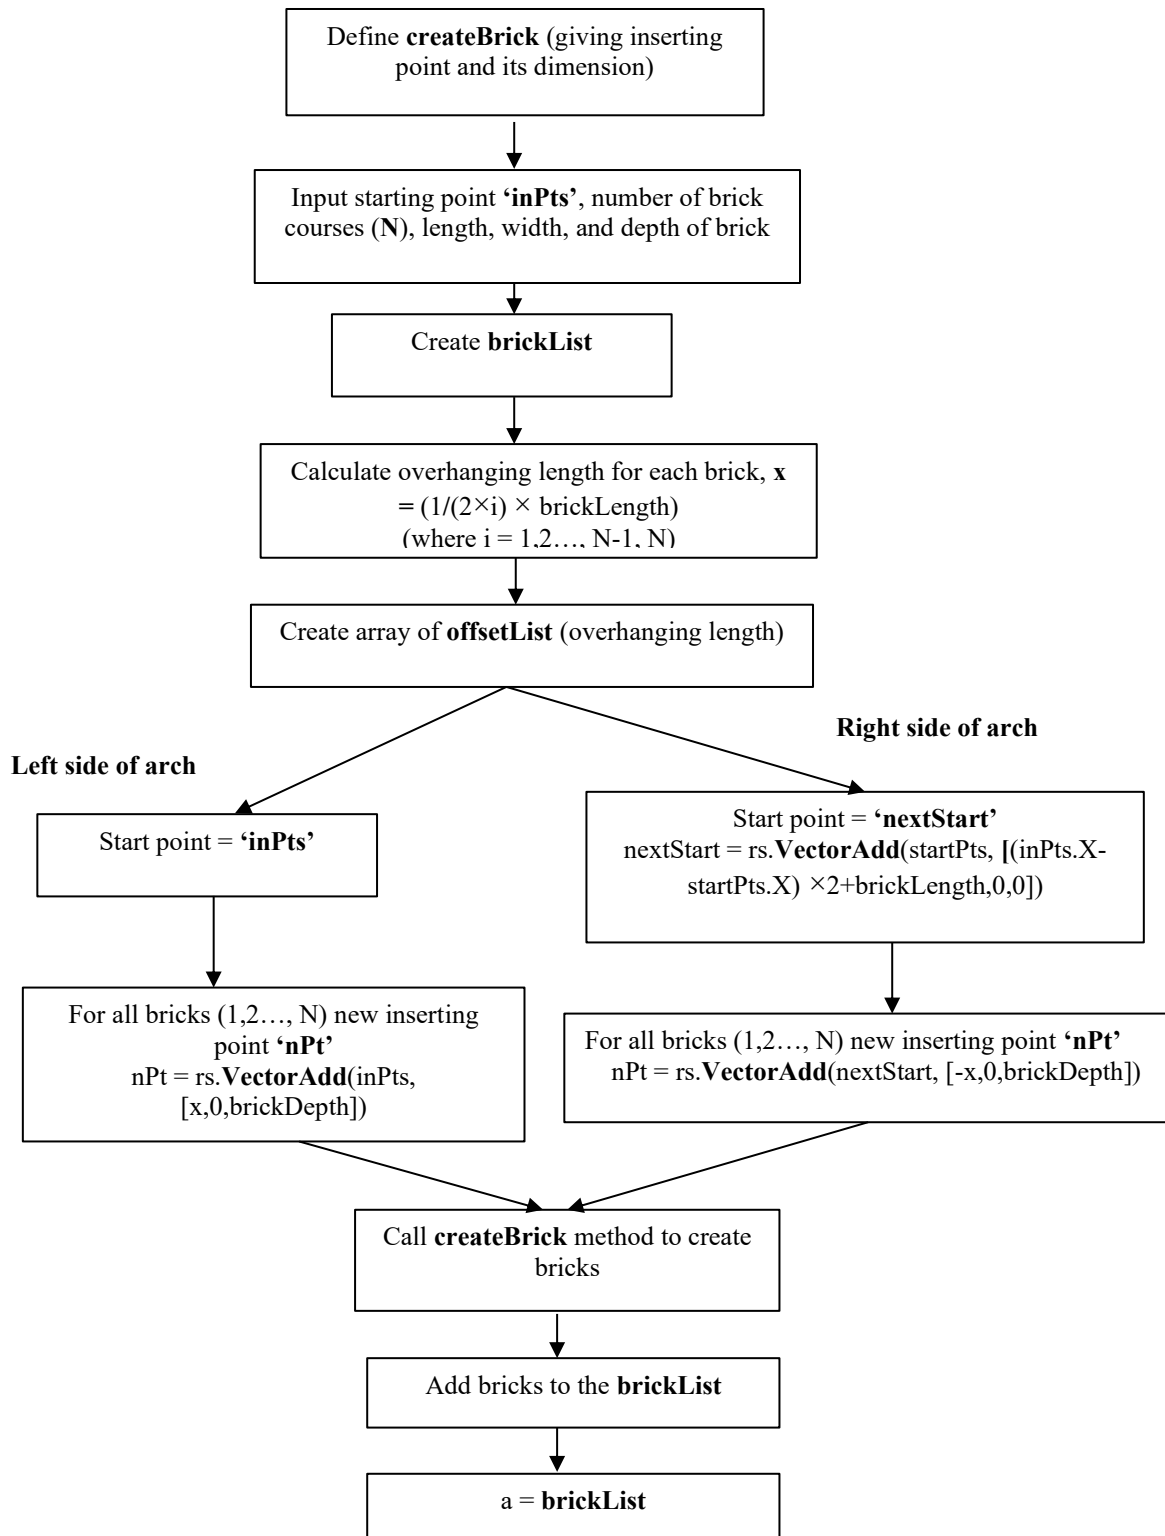 Define createBrick (giving inserting
point and its dimension)
Input starting point ‘inPts’, number of brick
courses (N), length, width, and depth of brick
Create brickList
Calculate overhanging length for each brick, x
= (1/(2×i) × brickLength)
(where i = 1,2…, N-1, N)
Create array of offsetList (overhanging length)
Left side of arch
Start point = ‘inPts’
For all bricks (1,2…, N) new inserting
point ‘nPt’
nPt = rs.VectorAdd(inPts,
[x,0,brickDepth])
Right side of arch
Start point = ‘nextStart’
nextStart = rs.VectorAdd(startPts, [(inPts.X-
startPts.X) ×2+brickLength,0,0])
For all bricks (1,2…, N) new inserting point ‘nPt’
nPt = rs.VectorAdd(nextStart, [-x,0,brickDepth])
Call createBrick method to create
bricks
Add bricks to the brickList
a = brickList